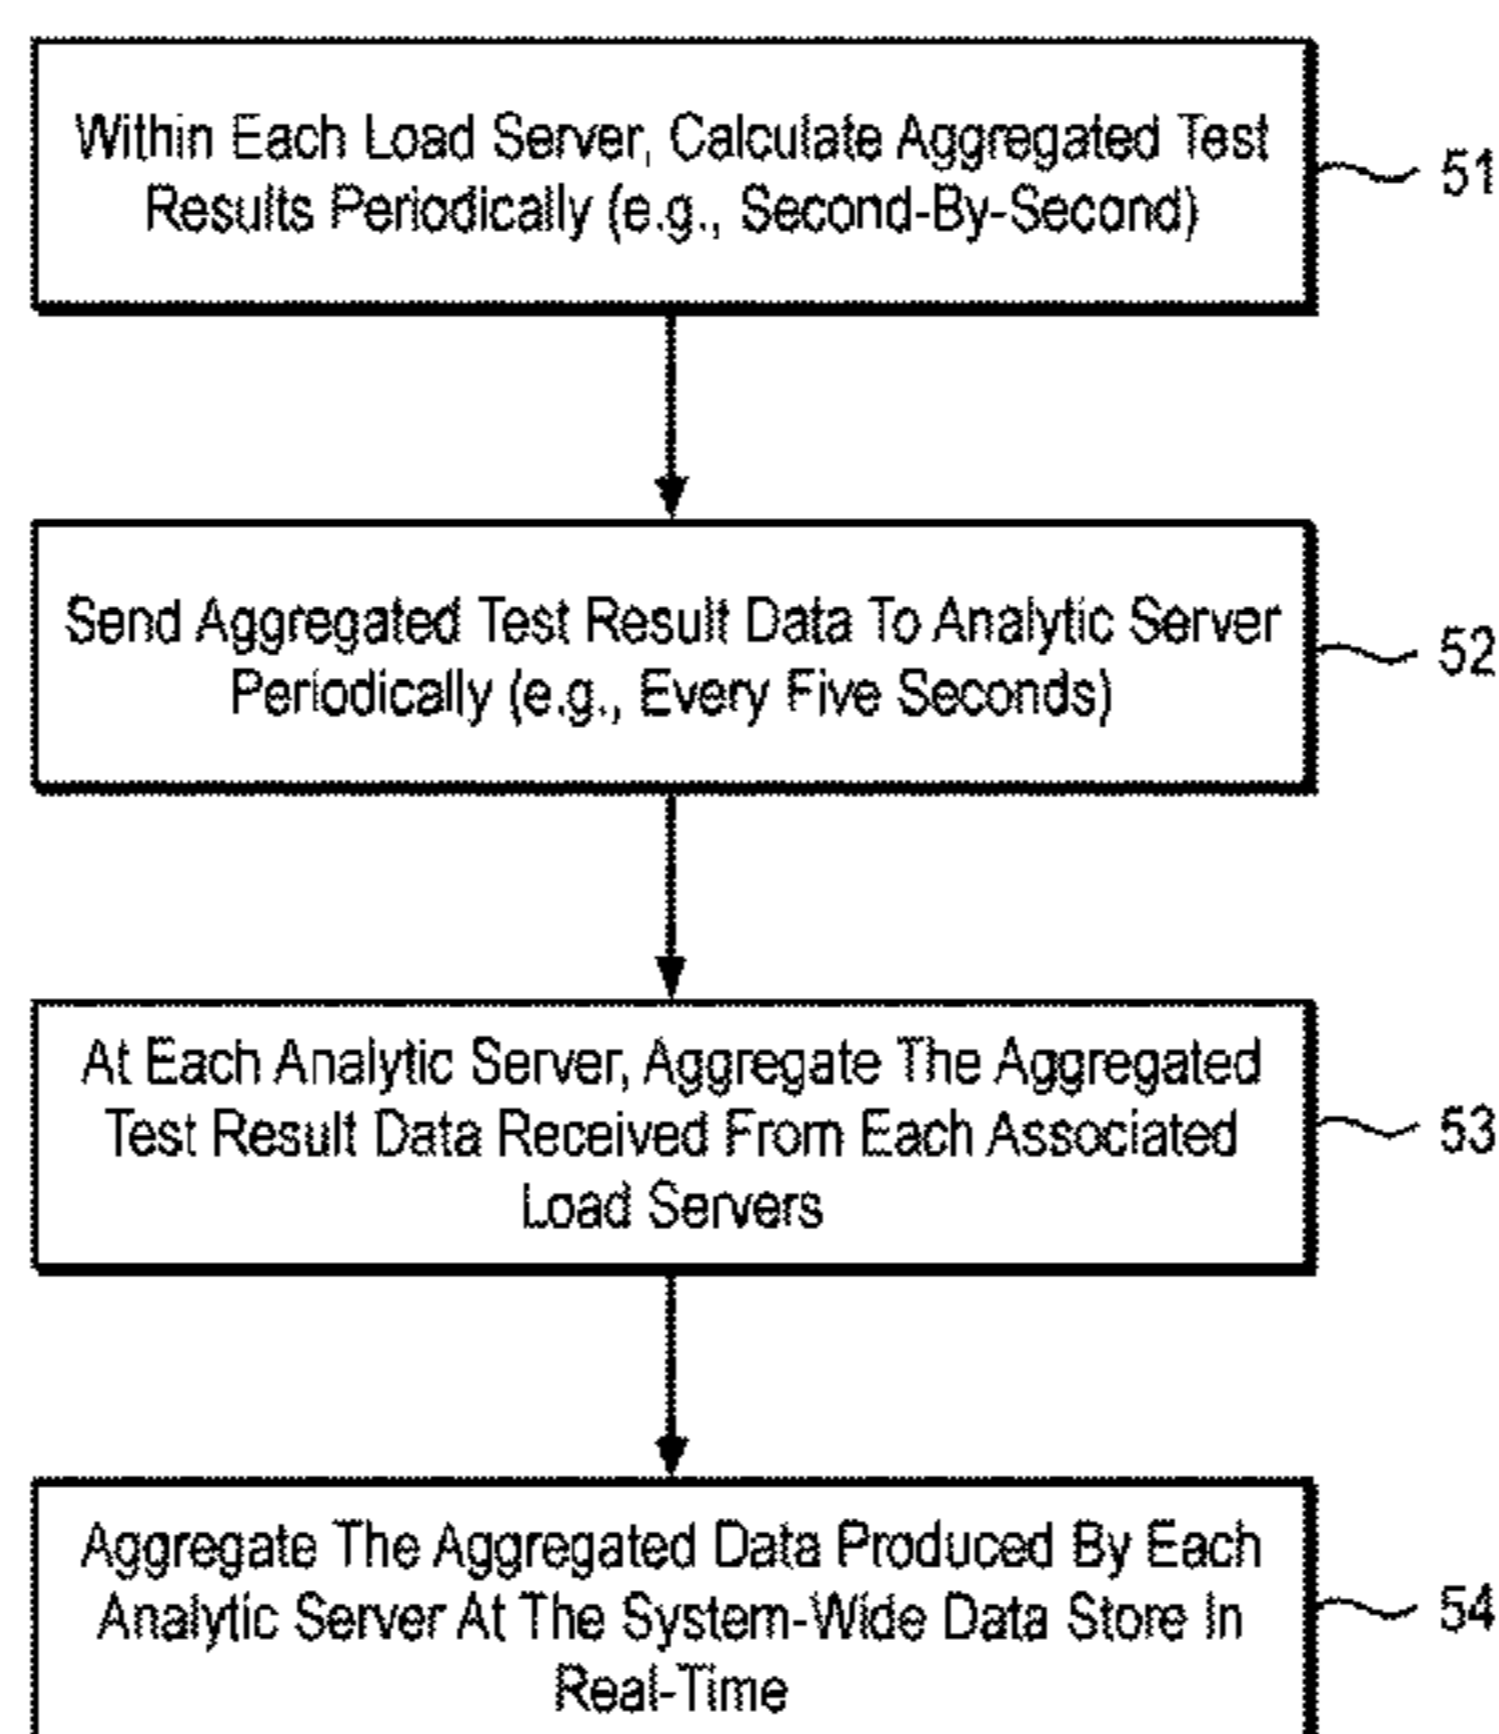 Within Each Load Server, Calculate Aggregated Test
Results Periodically (e.g., Second-By-Second)
51
Send Aggregated Test Result Data To Analytic Server
Periodically (e.g., Every Five Seconds)
52
At Each Analytic Server, Aggregate The Aggregated
Test Result Data Received From Each Associated
Load Servers
53
Aggregate The Aggregated Data Produced By Each
Analytic Server At The System-Wide Data Store In
Real-Time
54